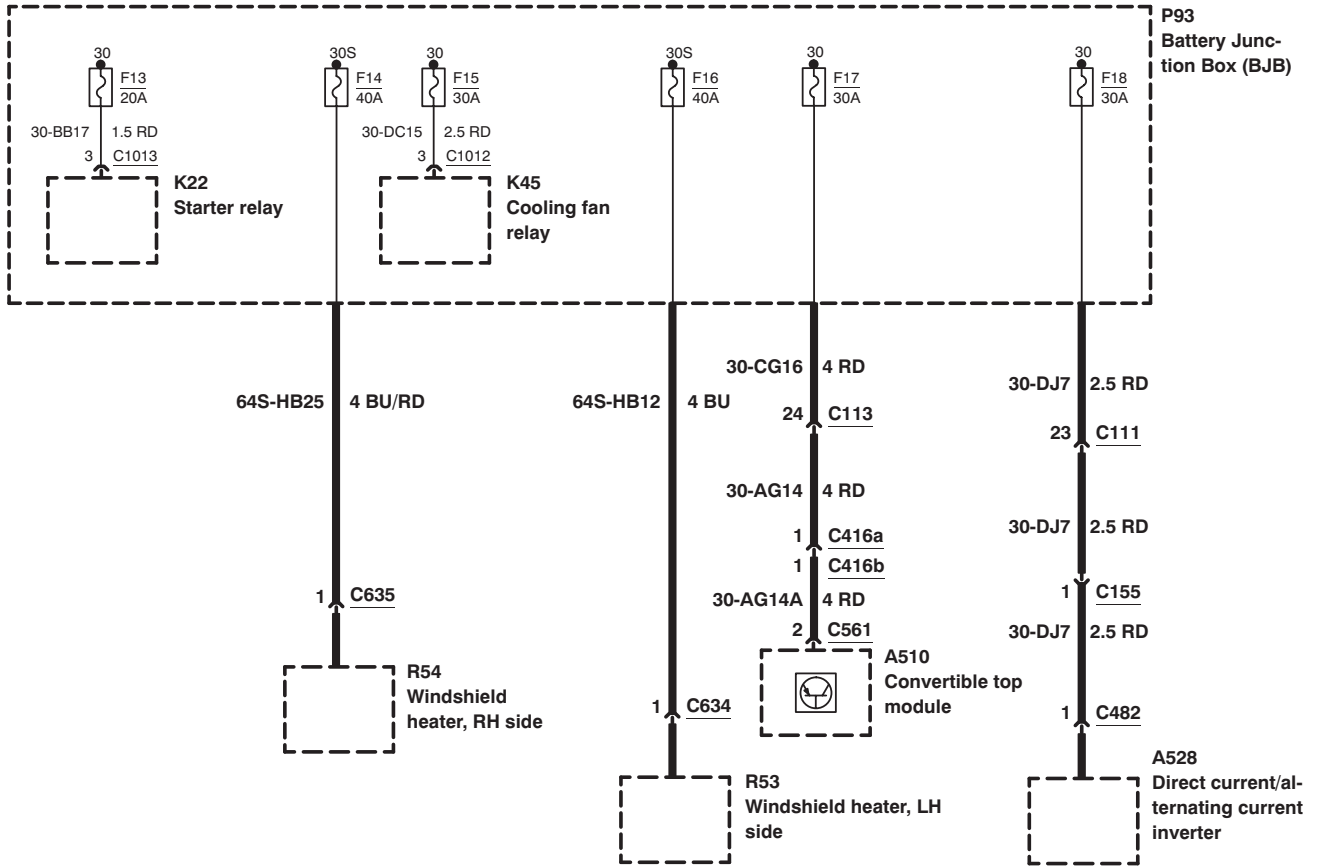 P93
Battery Junc-
tion Box (BJB)
30
F13
20A
30-BB17 1.5 RD
3 C1013
K22
Starter relay
30S
F14
40A
30
F15
30A
30-DC15 2.5 RD
3 C1012
K45
Cooling fan
relay
30S
F16
40A
30
F17
30A
30
F18
30A
64S-HB25 4 BU/RD
1 C635
R54
Windshield
heater, RH side
64S-HB12 4 BU
1 C634
R53
Windshield heater, LH
side
30-CG16 4 RD
24 C113
30-AG14 4 RD
1 C416a
1 C416b
30-AG14A 4 RD
2 C561
A510
Convertible top
module
30-DJ7 2.5 RD
23 C111
30-DJ7 2.5 RD
1 C155
30-DJ7 2.5 RD
1 C482
A528
Direct current/al-
ternating current
inverter